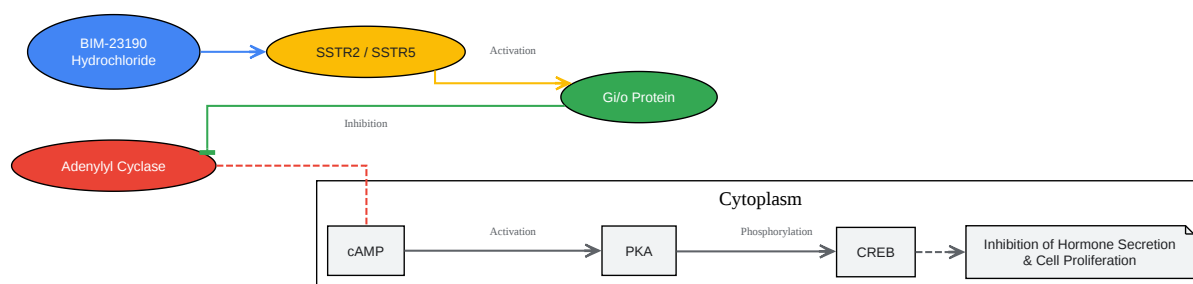 BIM-23190
Hydrochloride
SSTR2 / SSTR5
Activation
Gi/o Protein
Inhibition
Adenylyl Cyclase
Cytoplasm
cAMP
Activation
PKA
Phosphorylation
CREB
Inhibition of Hormone Secretion
& Cell Proliferation